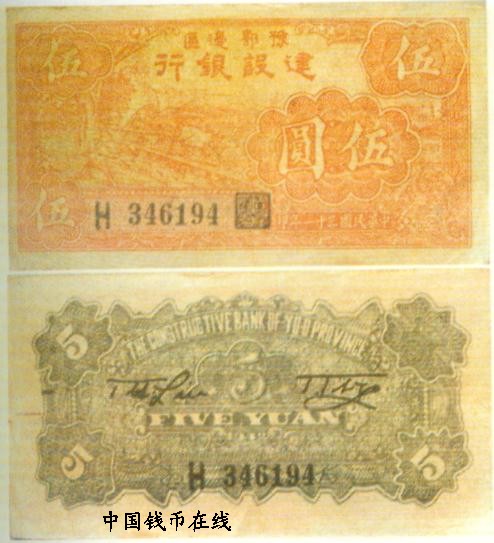 伍 豫鄂邊區 伍
建設銀行
伍圓
伍 H 346194
5 THE CONSTRUCTIVE BANK OF YU O PROVINCE
5
FIVE YUAN
5 H 346194 5
中国钱币在线